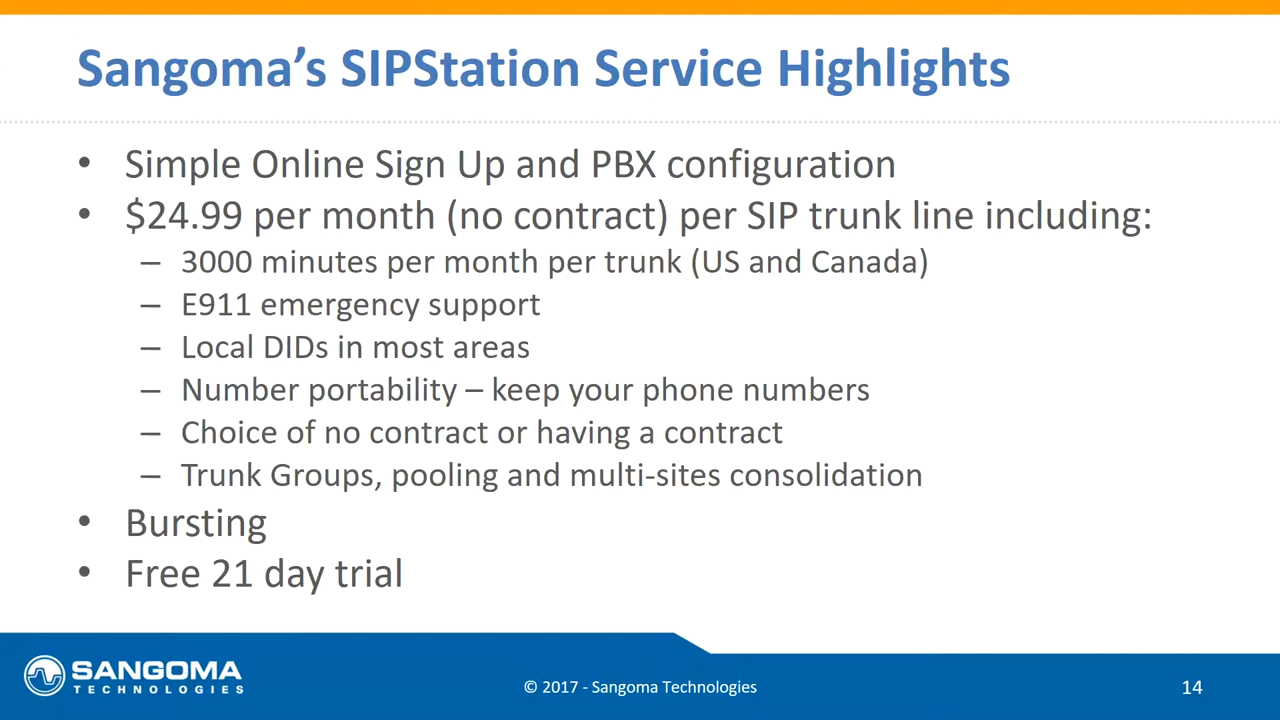 Sangoma’s SIPStation Service Highlights
• Simple Online Sign Up and PBX configuration
• $24.99 per month (no contract) per SIP trunk line including:
– 3000 minutes per month per trunk (US and Canada)
– E911 emergency support
– Local DIDs in most areas
– Number portability – keep your phone numbers
– Choice of no contract or having a contract
– Trunk Groups, pooling and multi-sites consolidation
• Bursting
• Free 21 day trial
SANGOMA
TECHNOLOGIES
© 2017 - Sangoma Technologies
14